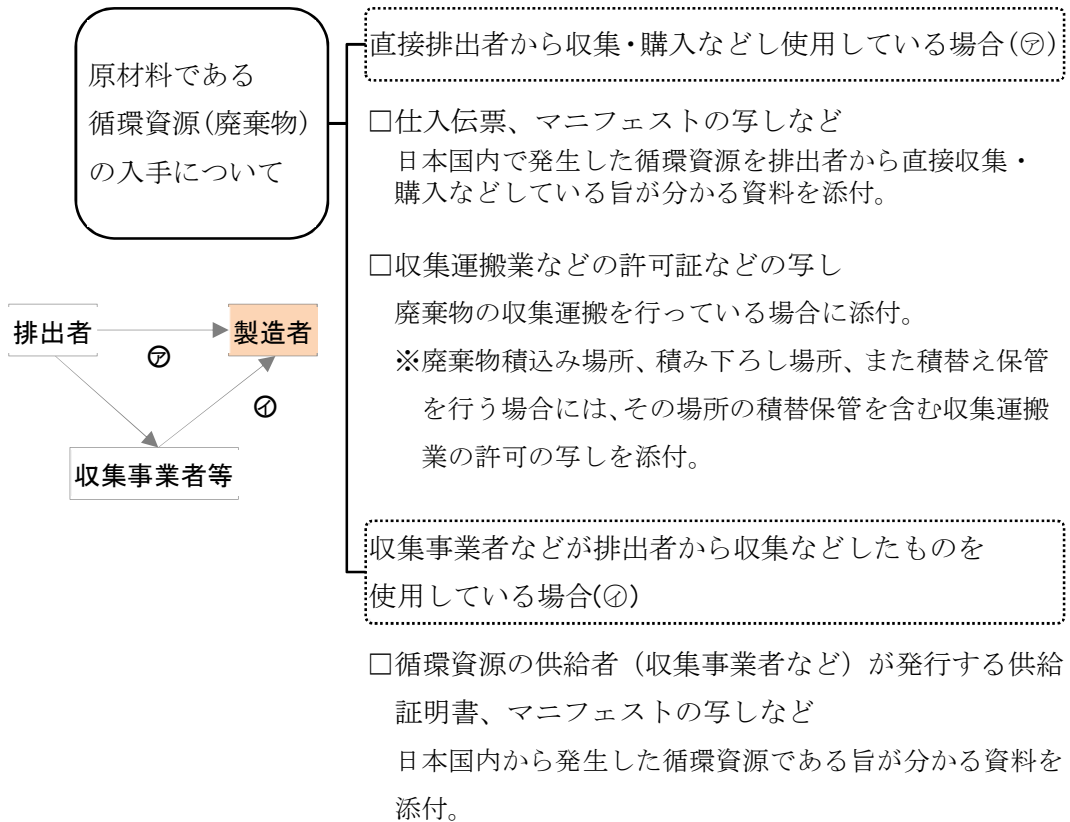 原材料である
循環資源(廃棄物)
の入手について
直接排出者から収集・購入などし使用している場合(㋐)
□仕入伝票、マニフェストの写しなど
日本国内で発生した循環資源を排出者から直接収集・
購入などしている旨が分かる資料を添付。
□収集運搬業などの許可証などの写し
廃棄物の収集運搬を行っている場合に添付。
※廃棄物積込み場所、積み下ろし場所、また積替え保管
を行う場合には、その場所の積替保管を含む収集運搬
業の許可の写しを添付。
排出者
製造者
㋐
㋑
収集事業者等
収集事業者などが排出者から収集などしたものを
使用している場合(㋑)
□循環資源の供給者（収集事業者など）が発行する供給
証明書、マニフェストの写しなど
日本国内から発生した循環資源である旨が分かる資料を
添付。